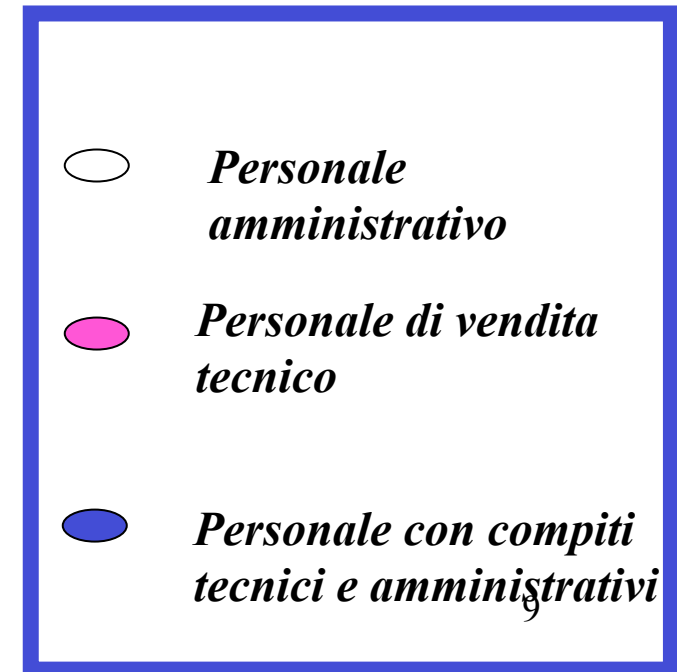 Personale
amministrativo
Personale di vendita
tecnico
Personale con compiti
tecnici e amministrativi
9